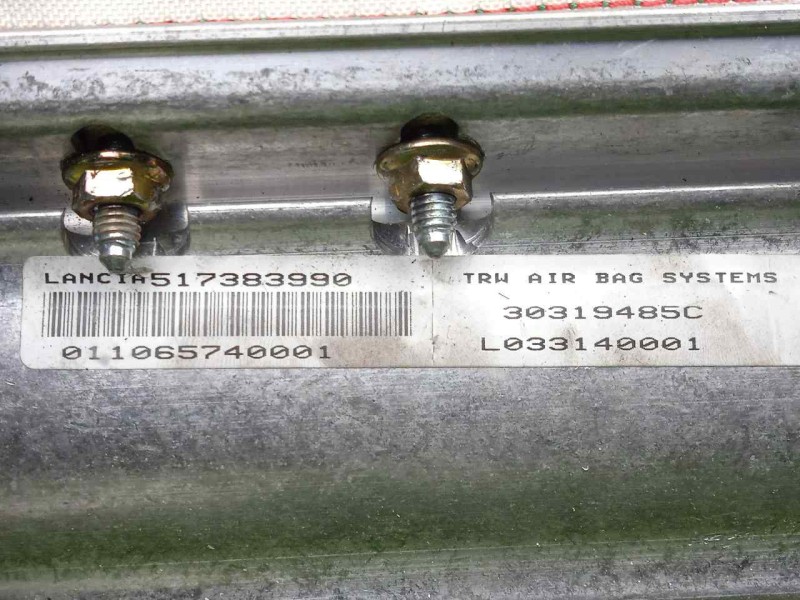 LANCIA517383990
011065740001
TRW AIR BAG SYSTEMS
30319485C
L033140001